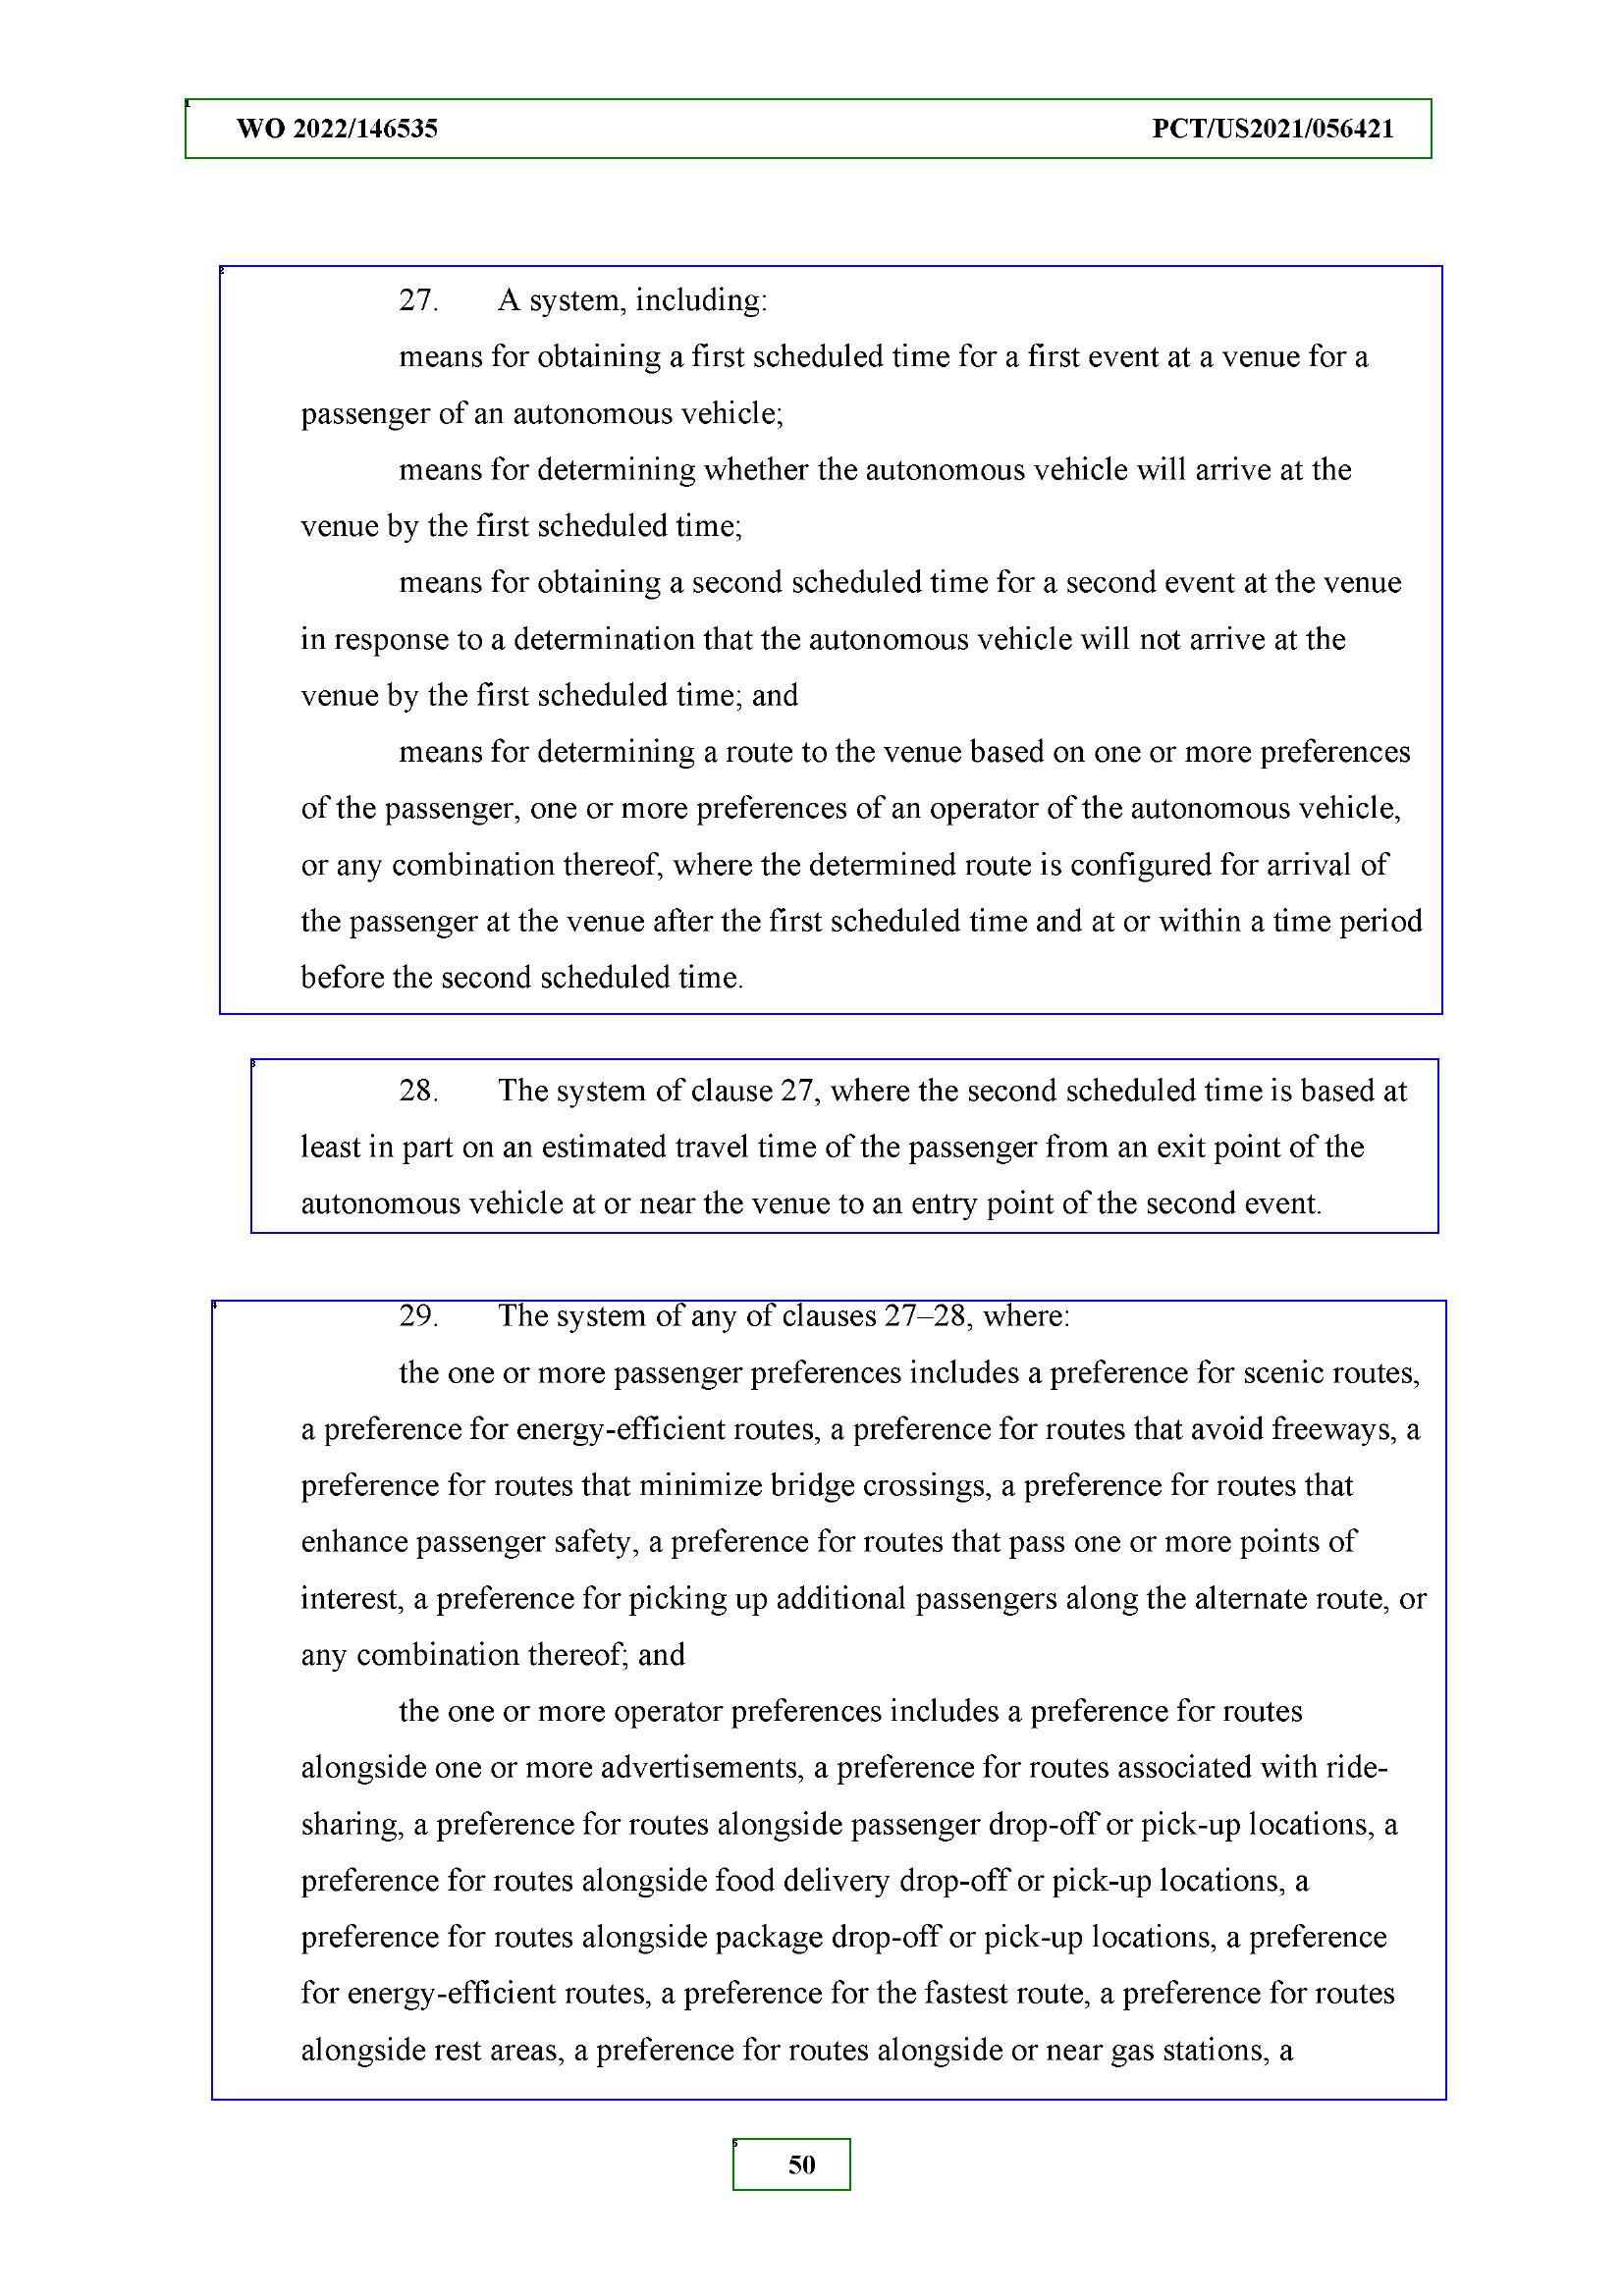 WO 2022/146535 PCT/US2021/056421
1
2
27. A system, including:
means for obtaining a first scheduled time for a first event at a venue for a
passenger of an autonomous vehicle;
means for determining whether the autonomous vehicle will arrive at the
venue by the first scheduled time;
means for obtaining a second scheduled time for a second event at the venue
in response to a determination that the autonomous vehicle will not arrive at the
venue by the first scheduled time; and
means for determining a route to the venue based on one or more preferences
of the passenger, one or more preferences of an operator of the autonomous vehicle,
or any combination thereof, where the determined route is configured for arrival of
the passenger at the venue after the first scheduled time and at or within a time period
before the second scheduled time.
3
28. The system of clause 27, where the second scheduled time is based at
least in part on an estimated travel time of the passenger from an exit point of the
autonomous vehicle at or near the venue to an entry point of the second event.
4
29. The system of any of clauses 27–28, where:
the one or more passenger preferences includes a preference for scenic routes,
a preference for energy-efficient routes, a preference for routes that avoid freeways, a
preference for routes that minimize bridge crossings, a preference for routes that
enhance passenger safety, a preference for routes that pass one or more points of
interest, a preference for picking up additional passengers along the alternate route, or
any combination thereof; and
the one or more operator preferences includes a preference for routes
alongside one or more advertisements, a preference for routes associated with ride-
sharing, a preference for routes alongside passenger drop-off or pick-up locations, a
preference for routes alongside food delivery drop-off or pick-up locations, a
preference for routes alongside package drop-off or pick-up locations, a preference
for energy-efficient routes, a preference for the fastest route, a preference for routes
alongside rest areas, a preference for routes alongside or near gas stations, a
5
50